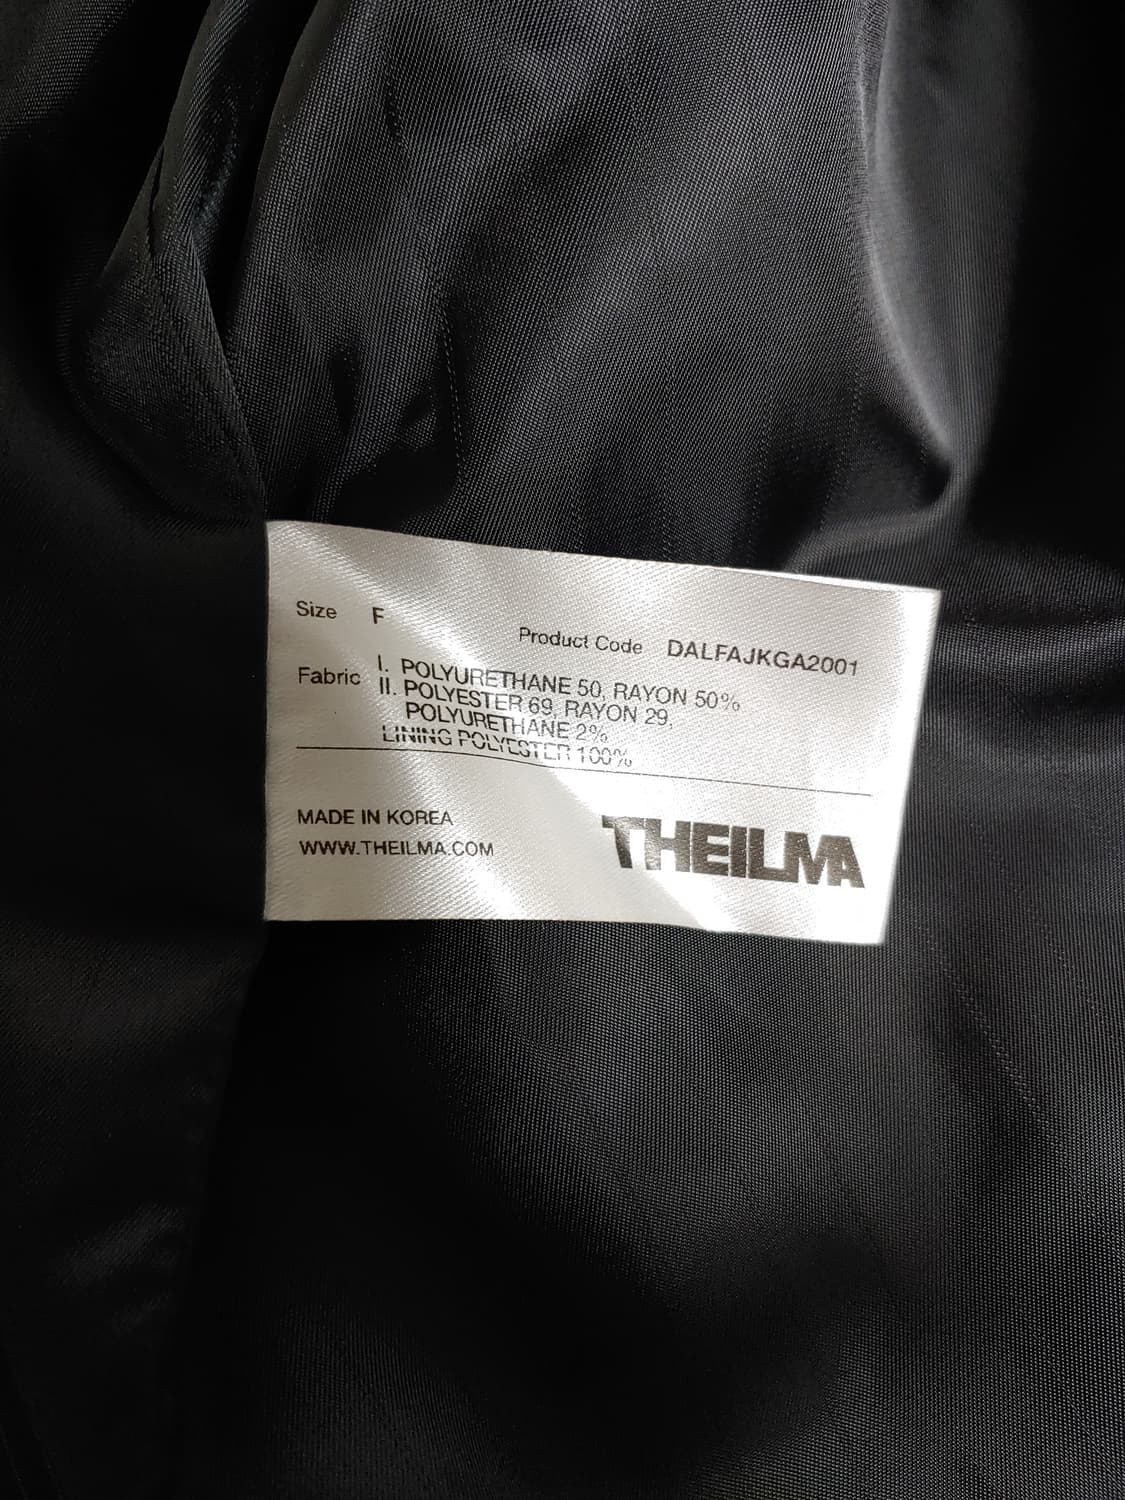 Size F
Product Code DALFAJKGA2001
Fabric I. POLYURETHANE 50, RAYON 50%
II. POLYESTER 69, RAYON 29,
POLYURETHANE 2%
LINING POLYESTER 100%
MADE IN KOREA
WWW.THEILMA.COM
THEILMA